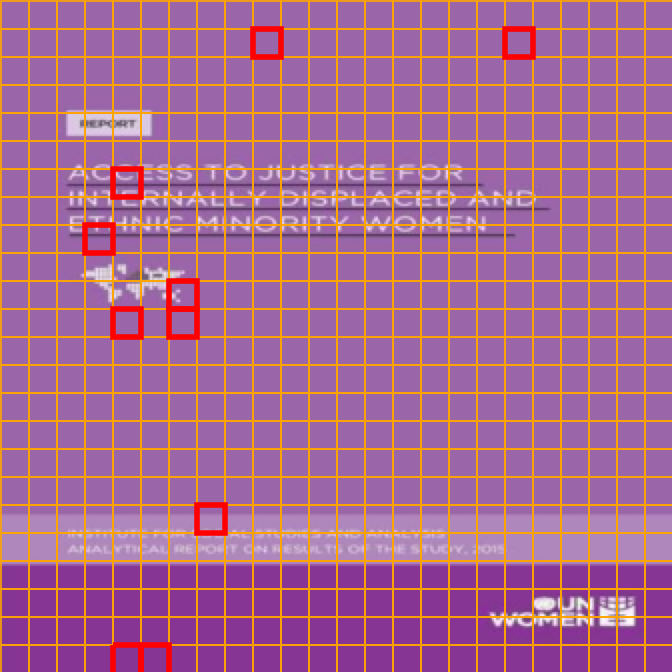 REPORT
ACCESS TO JUSTICE FOR
INTERNALLY DISPLACED AND
ETHNIC MINORITY WOMEN
INSTITUTE FOR SOCIAL STUDIES AND ANALYSIS
ANALYTICAL REPORT ON RESULTS OF THE STUDY, 2015
UN
WOMEN